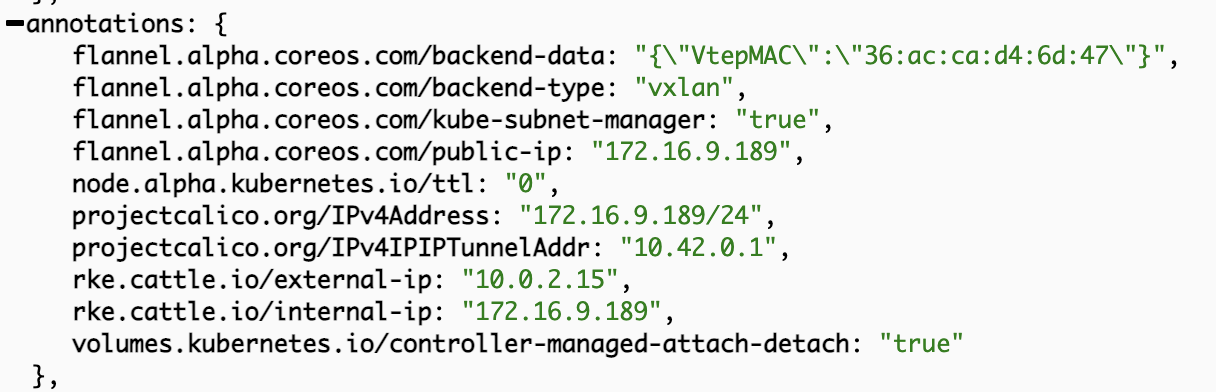 },
annotations: {
flannel.alpha.coreos.com/backend-data: "{\"VtepMAC\":\"36:ac:ca:d4:6d:47\"}",
flannel.alpha.coreos.com/backend-type: "vxlan",
flannel.alpha.coreos.com/kube-subnet-manager: "true",
flannel.alpha.coreos.com/public-ip: "172.16.9.189",
node.alpha.kubernetes.io/ttl: "0",
projectcalico.org/IPv4Address: "172.16.9.189/24",
projectcalico.org/IPv4IPIPTunnelAddr: "10.42.0.1",
rke.cattle.io/external-ip: "10.0.2.15",
rke.cattle.io/internal-ip: "172.16.9.189",
volumes.kubernetes.io/controller-managed-attach-detach: "true"
},